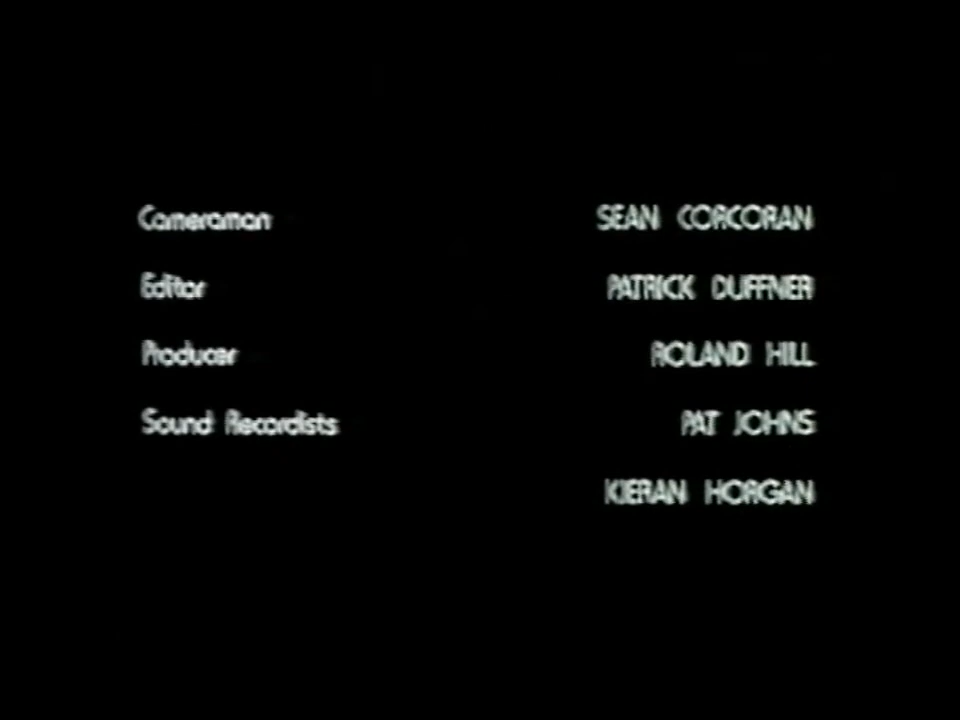 Cameraman SEAN CORCORAN
Editor PATRICK DUFFNER
Producer ROLAND HILL
Sound Recordists PAT JOHNS
KIERAN HORGAN